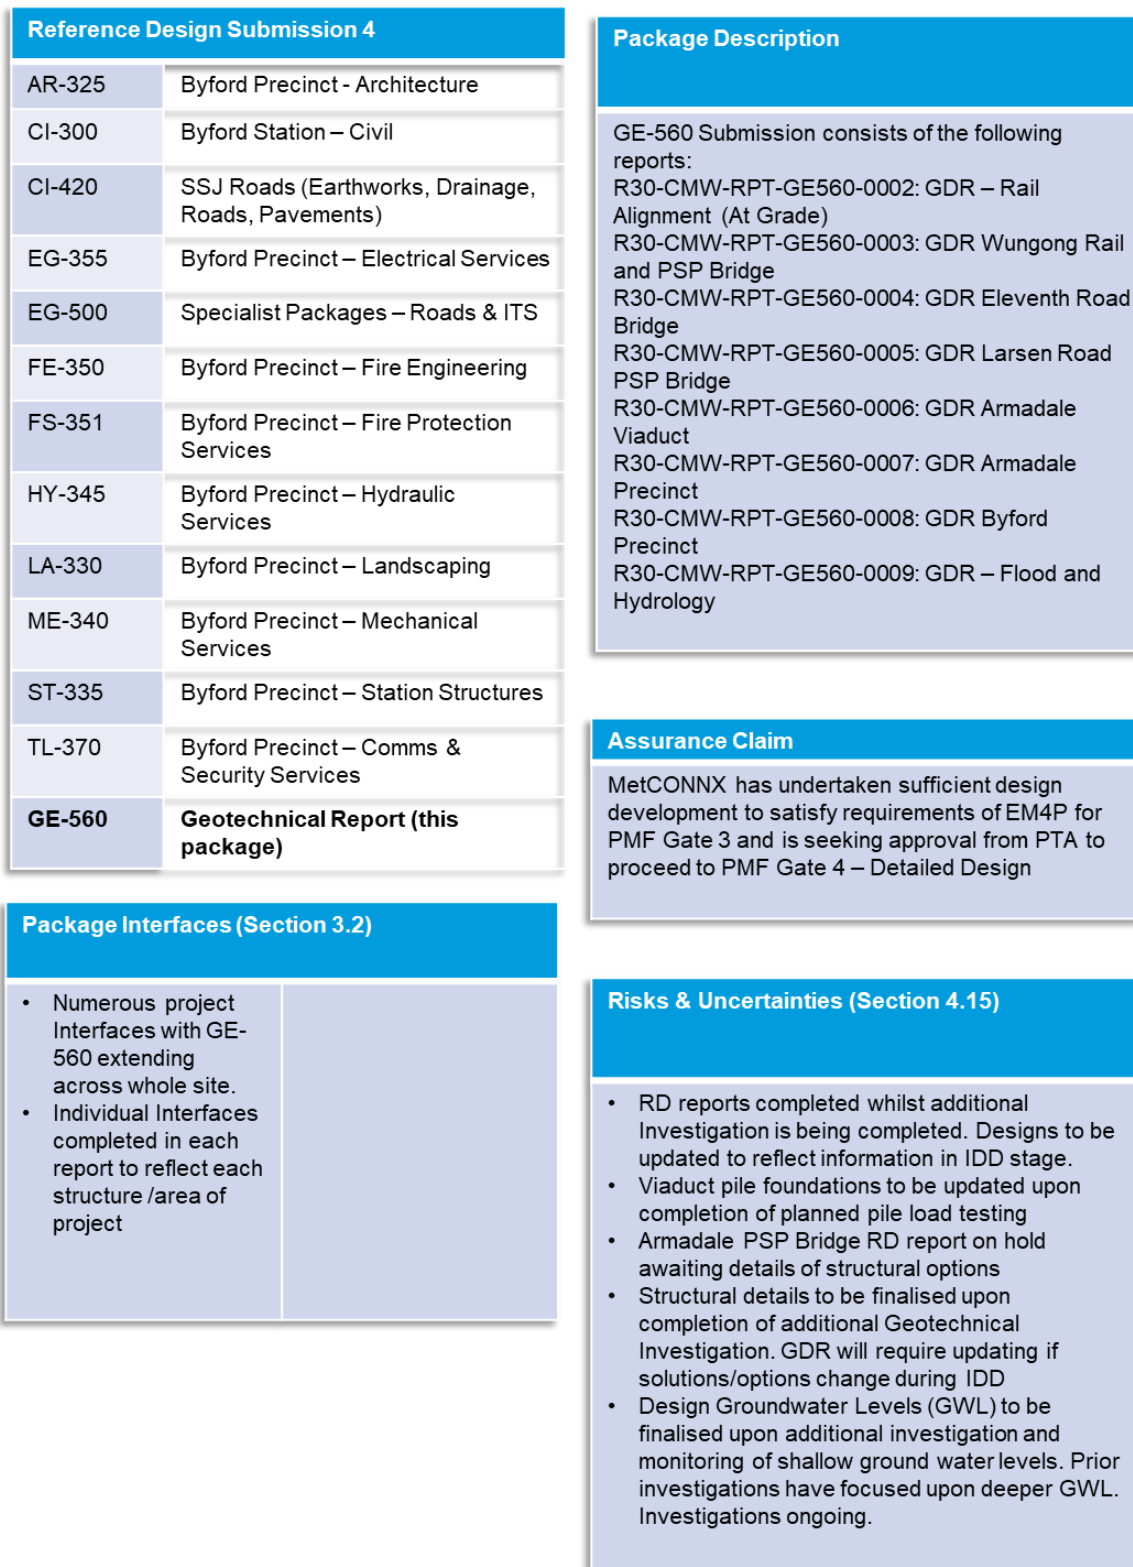 Reference Design Submission 4
AR-325 Byford Precinct - Architecture
CI-300 Byford Station – Civil
CI-420 SSJ Roads (Earthworks, Drainage,
Roads, Pavements)
EG-355 Byford Precinct – Electrical Services
EG-500 Specialist Packages – Roads & ITS
FE-350 Byford Precinct – Fire Engineering
FS-351 Byford Precinct – Fire Protection
Services
HY-345 Byford Precinct – Hydraulic
Services
LA-330 Byford Precinct – Landscaping
ME-340 Byford Precinct – Mechanical
Services
ST-335 Byford Precinct – Station Structures
TL-370 Byford Precinct – Comms &
Security Services
GE-560 Geotechnical Report (this
package)
Package Interfaces (Section 3.2)
• Numerous project
Interfaces with GE-
560 extending
across whole site.
• Individual Interfaces
completed in each
report to reflect each
structure /area of
project
Package Description
GE-560 Submission consists of the following
reports:
R30-CMW-RPT-GE560-0002: GDR – Rail
Alignment (At Grade)
R30-CMW-RPT-GE560-0003: GDR Wungong Rail
and PSP Bridge
R30-CMW-RPT-GE560-0004: GDR Eleventh Road
Bridge
R30-CMW-RPT-GE560-0005: GDR Larsen Road
PSP Bridge
R30-CMW-RPT-GE560-0006: GDR Armadale
Viaduct
R30-CMW-RPT-GE560-0007: GDR Armadale
Precinct
R30-CMW-RPT-GE560-0008: GDR Byford
Precinct
R30-CMW-RPT-GE560-0009: GDR – Flood and
Hydrology
Assurance Claim
MetCONNX has undertaken sufficient design
development to satisfy requirements of EM4P for
PMF Gate 3 and is seeking approval from PTA to
proceed to PMF Gate 4 – Detailed Design
Risks & Uncertainties (Section 4.15)
• RD reports completed whilst additional
Investigation is being completed. Designs to be
updated to reflect information in IDD stage.
• Viaduct pile foundations to be updated upon
completion of planned pile load testing
• Armadale PSP Bridge RD report on hold
awaiting details of structural options
• Structural details to be finalised upon
completion of additional Geotechnical
Investigation. GDR will require updating if
solutions/options change during IDD
• Design Groundwater Levels (GWL) to be
finalised upon additional investigation and
monitoring of shallow ground water levels. Prior
investigations have focused upon deeper GWL.
Investigations ongoing.